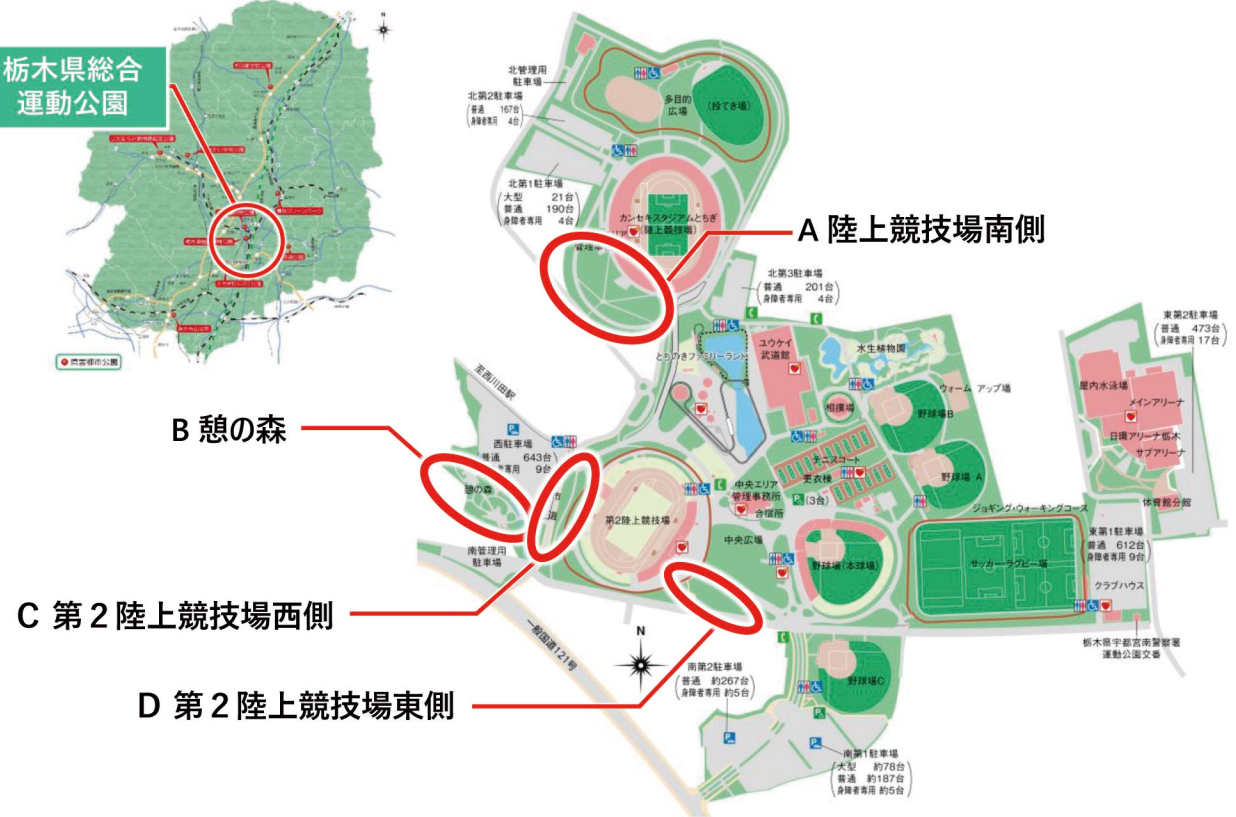 栃木県総合
運動公園
県営都市公園
N
北管理用
駐車場
北第2駐車場
普通 167台
身障者専用 4台
多目的
広場
(投てき場)
北第1駐車場
大型 21台
普通 190台
身障者専用 4台
カンセキスタジアムとちぎ
(陸上競技場)
A 陸上競技場南側
北第3駐車場
普通 201台
身障者専用 4台
東第2駐車場
普通 473台
身障者専用 17台
とちのきファミリーランド
ユウケイ
武道館
水生植物園
屋内水泳場
メインアリーナ
日環アリーナ栃木
サブアリーナ
体育館分館
ウォームアップ場
野球場B
相撲場
至西川田駅
B 憩の森
西駐車場
普通 643台
専用 9台
憩の森
道
第2陸上競技場
テニスコート
更衣棟
(3台)
中央エリア
管理事務所
合宿所
野球場A
ジョギング・ウォーキングコース
東第1駐車場
普通 612台
身障者専用 9台
中央広場
野球場(本球場)
サッカー・ラグビー場
クラブハウス
南管理用
駐車場
C 第2陸上競技場西側
一般国道121号
N
栃木県宇都宮南警察署
運動公園交番
南第2駐車場
普通 約267台
身障者専用 約5台
野球場C
D 第2陸上競技場東側
南第1駐車場
大型 約78台
普通 約187台
身障者専用 約5台